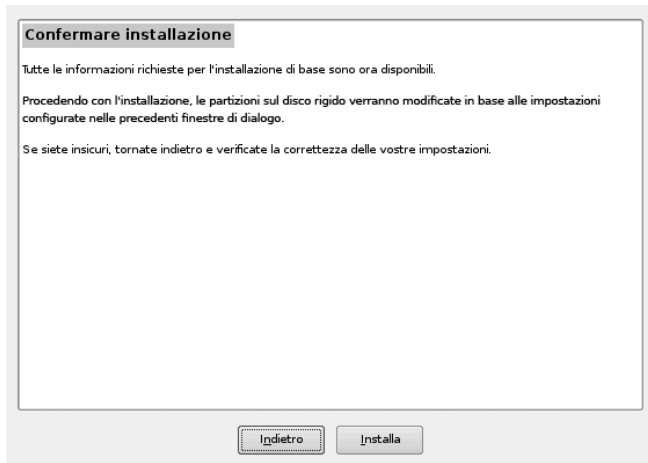 Confermare installazione
Tutte le informazioni richieste per l'installazione di base sono ora disponibili.
Procedendo con l'installazione, le partizioni sul disco rigido verranno modificate in base alle impostazioni
configurate nelle precedenti finestre di dialogo.
Se siete insicuri, tornate indietro e verificate la correttezza delle vostre impostazioni.
Indietro
Installa